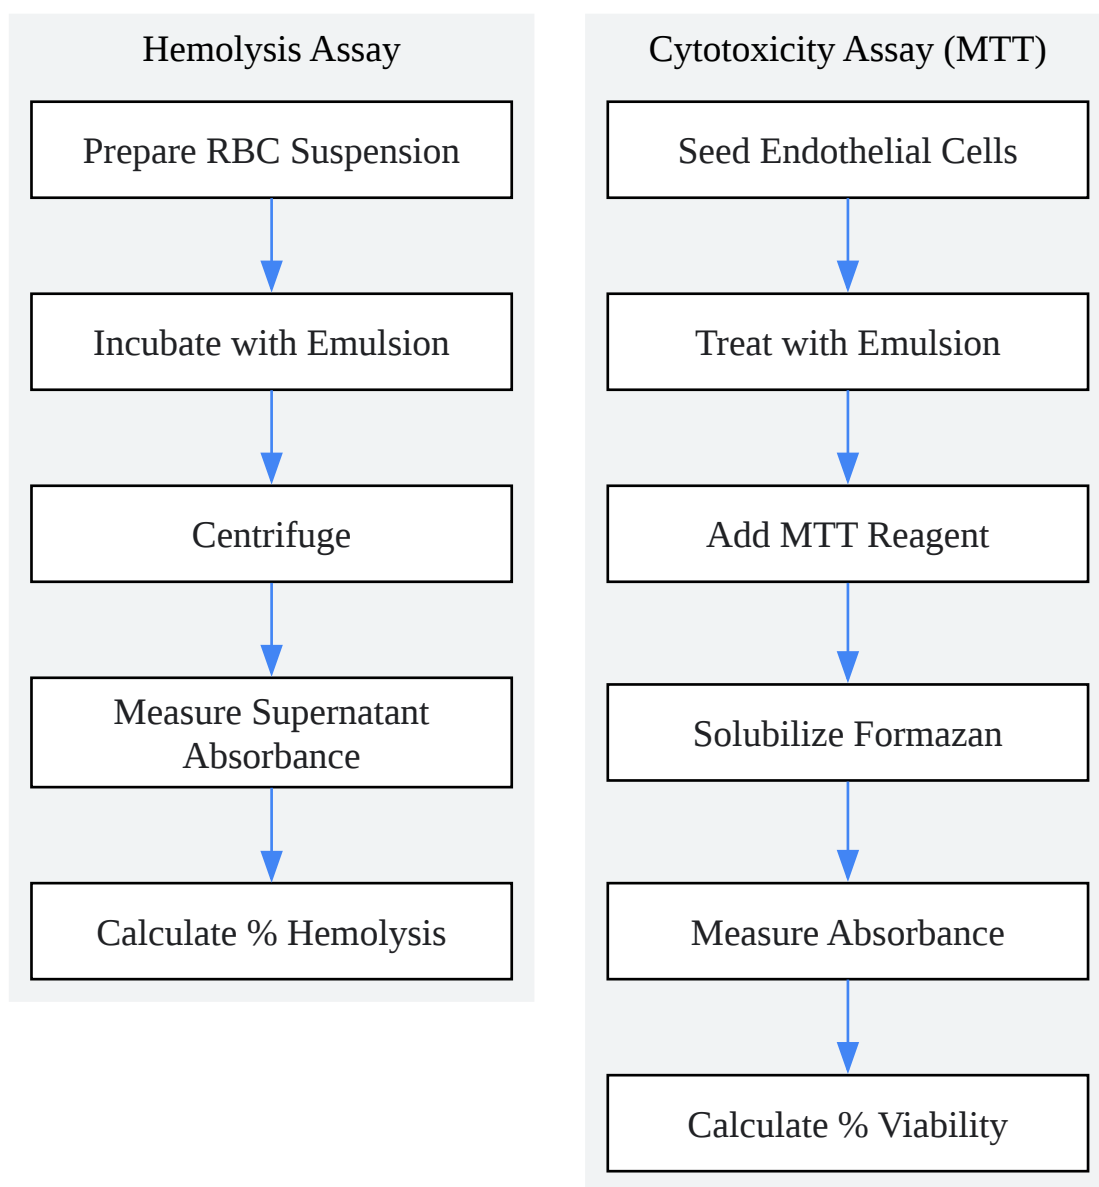 Hemolysis Assay
Prepare RBC Suspension
Incubate with Emulsion
Centrifuge
Measure Supernatant
Absorbance
Calculate % Hemolysis
Cytotoxicity Assay (MTT)
Seed Endothelial Cells
Treat with Emulsion
Add MTT Reagent
Solubilize Formazan
Measure Absorbance
Calculate % Viability